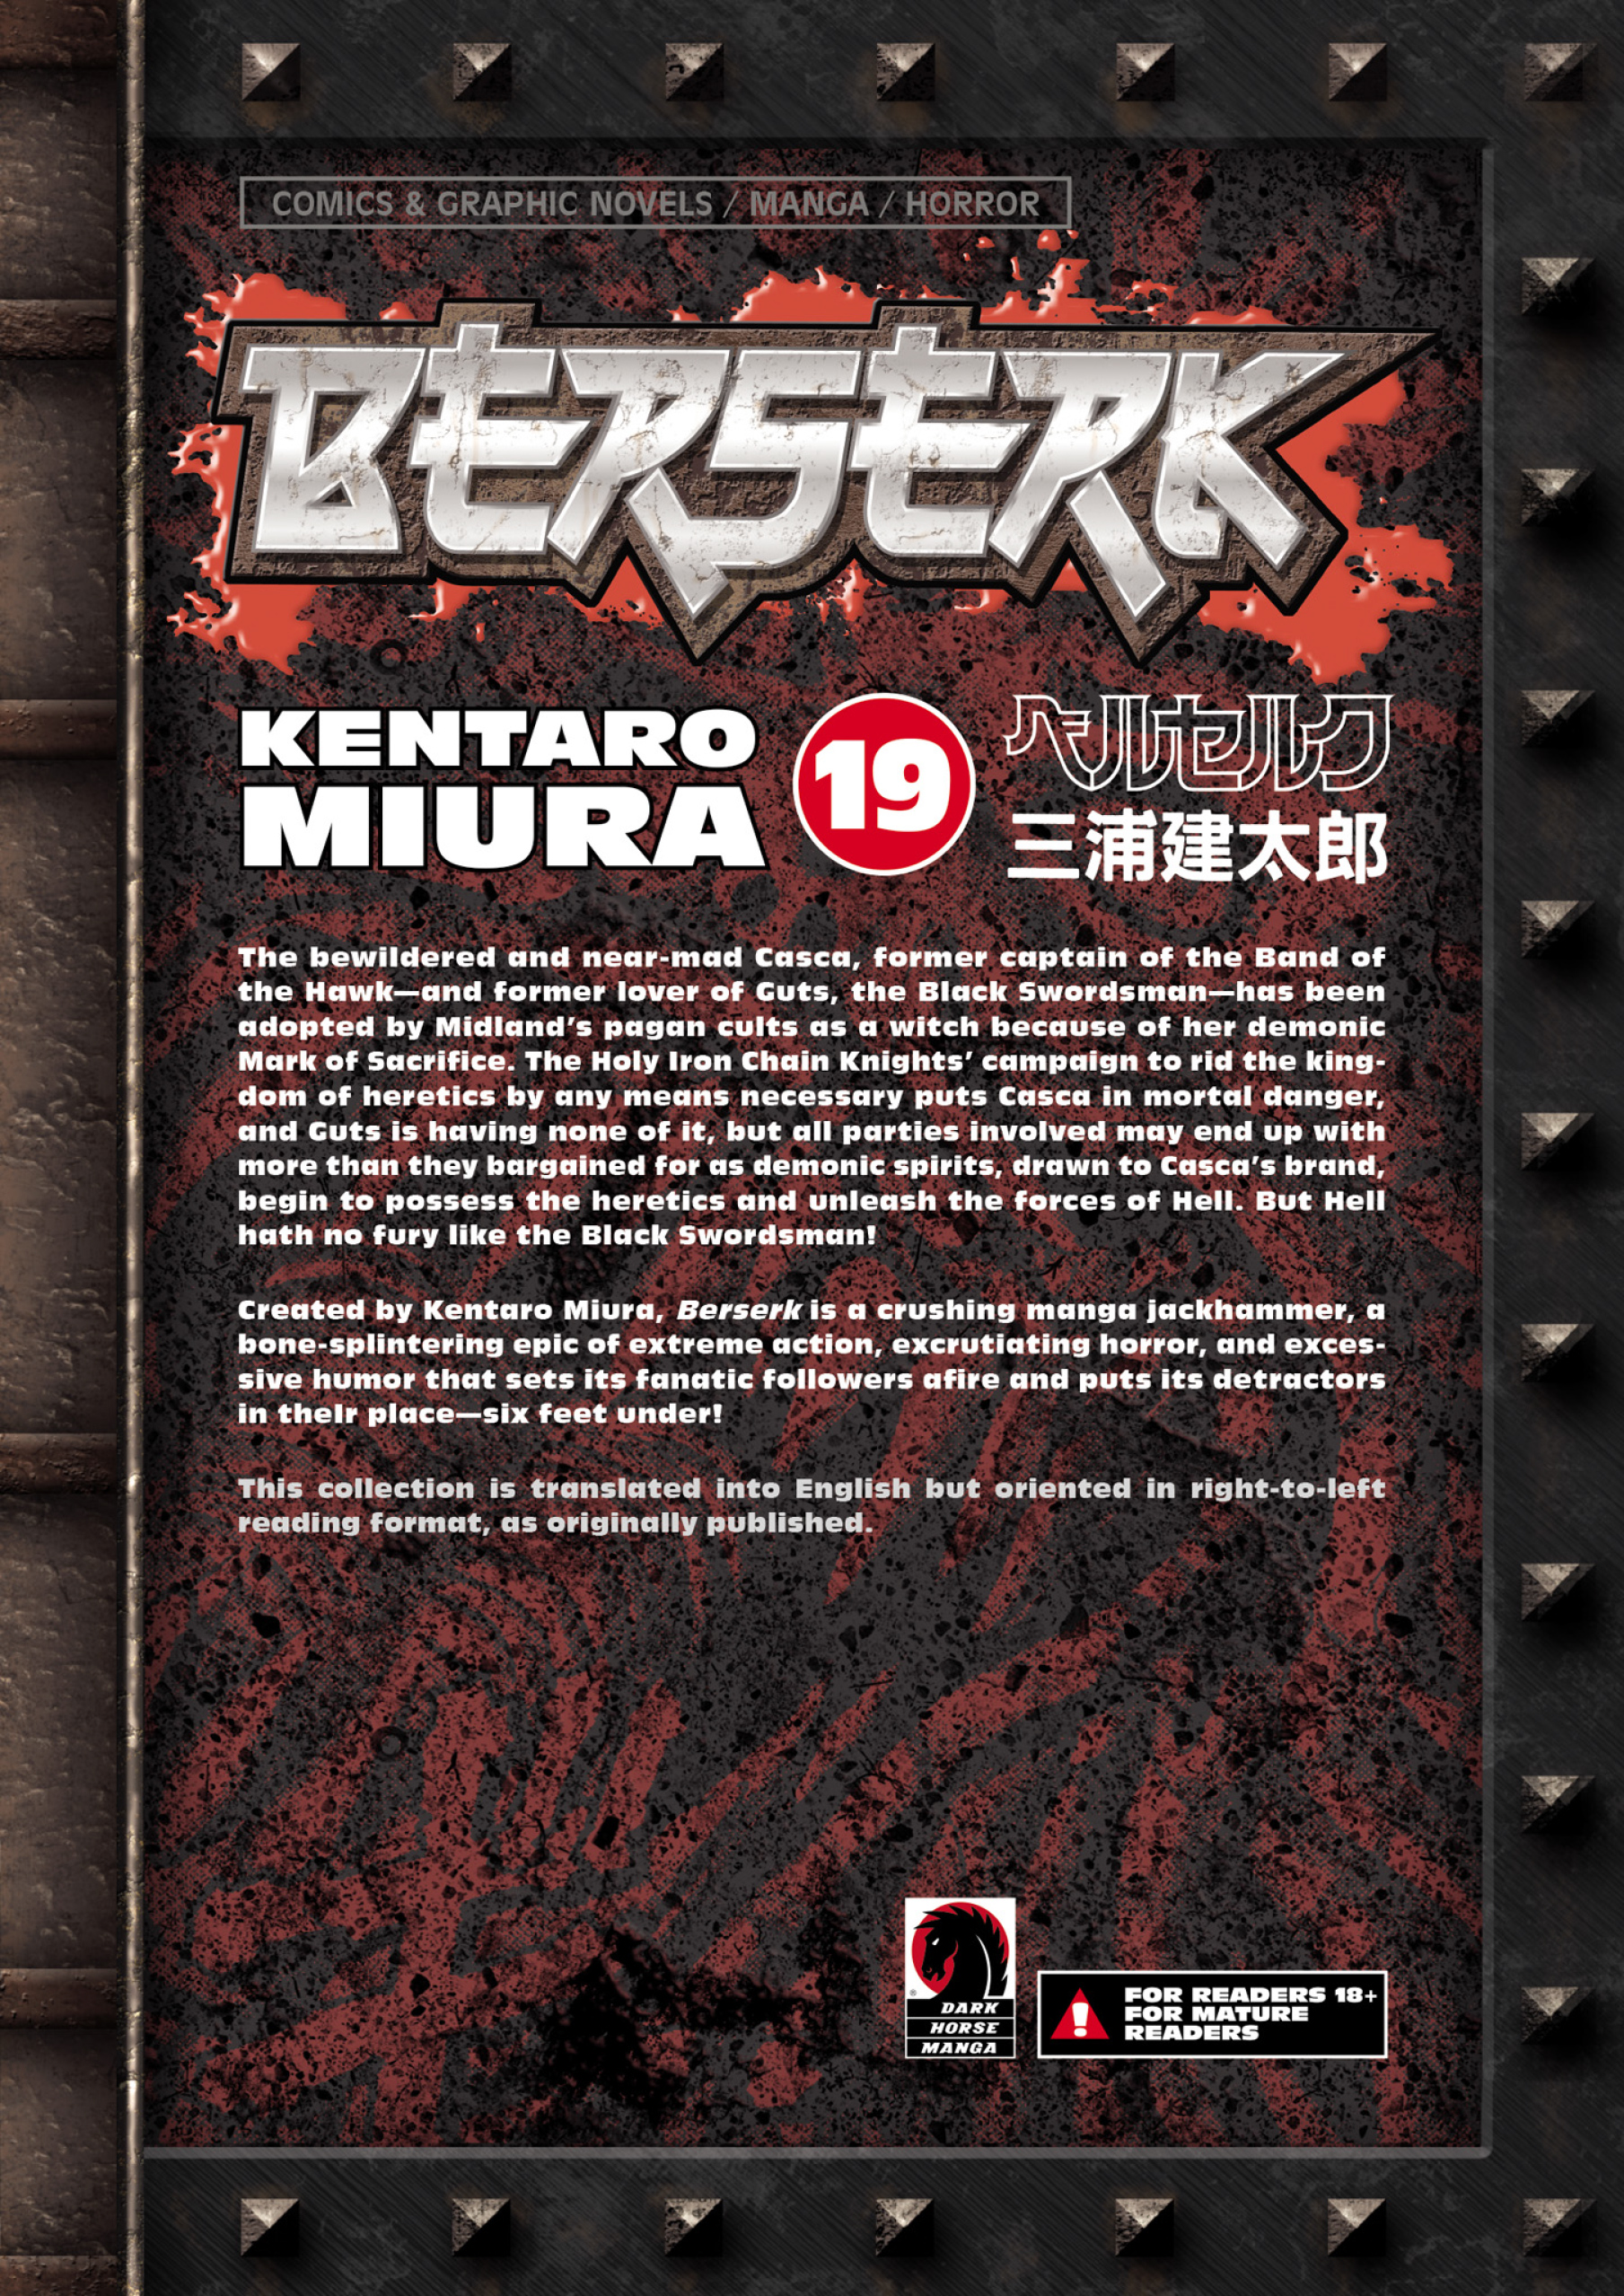 COMICS & GRAPHIC NOVELS / MANGA / HORROR
BERSERK
KENTARO
MIURA
19
ベルセルク
三浦建太郎
The bewildered and near-mad Casca, former captain of the Band of
the Hawk—and former lover of Guts, the Black Swordsman—has been
adopted by Midland's pagan cults as a witch because of her demonic
Mark of Sacrifice. The Holy Iron Chain Knights' campaign to rid the king-
dom of heretics by any means necessary puts Casca in mortal danger,
and Guts is having none of it, but all parties involved may end up with
more than they bargained for as demonic spirits, drawn to Casca's brand,
begin to possess the heretics and unleash the forces of Hell. But Hell
hath no fury like the Black Swordsman!
Created by Kentaro Miura, Berserk is a crushing manga jackhammer, a
bone-splintering epic of extreme action, excrutiating horror, and exces-
sive humor that sets its fanatic followers afire and puts its detractors
in theIr place—six feet under!
This collection is translated into English but oriented in right-to-left
reading format, as originally published.
®
DARK
HORSE
MANGA
FOR READERS 18+
FOR MATURE
READERS